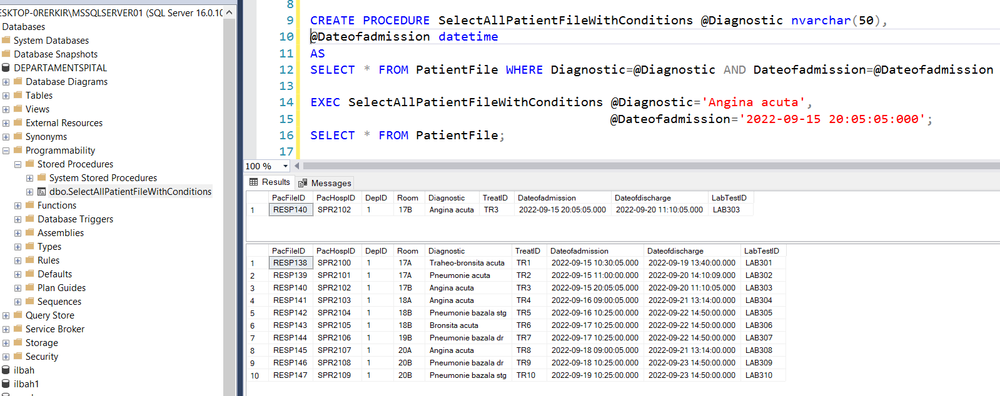 ESKTOP-0RERKIR\MSSQLSERVER01 (SQL Server 16.0.10
Databases
System Databases
Database Snapshots
DEPARTAMENTSPITAL
Database Diagrams
Tables
Views
External Resources
Synonyms
Programmability
Stored Procedures
System Stored Procedures
dbo.SelectAllPatientFileWithConditions
Functions
Database Triggers
Assemblies
Types
Rules
Defaults
Plan Guides
Sequences
Query Store
Service Broker
Storage
Security
ilbah
ilbah1
8
9 CREATE PROCEDURE SelectAllPatientFileWithConditions @Diagnostic nvarchar(50),
10 @Dateofadmission datetime
11 AS
12 SELECT * FROM PatientFile WHERE Diagnostic=@Diagnostic AND Dateofadmission=@Dateofadmission
13
14 EXEC SelectAllPatientFileWithConditions @Diagnostic='Angina acuta',
15 @Dateofadmission='2022-09-15 20:05:05:000';
16 SELECT * FROM PatientFile;
17
100 %
Results Messages
PacFileID PacHospID DepID Room Diagnostic TreatID Dateofadmission Dateofdischarge LabTestID
1 RESP140 SPR2102 1 17B Angina acuta TR3 2022-09-15 20:05:05.000 2022-09-20 11:10:05.000 LAB303
PacFileID PacHospID DepID Room Diagnostic TreatID Dateofadmission Dateofdischarge LabTestID
1 RESP138 SPR2100 1 17A Traheo-bronsita acuta TR1 2022-09-15 10:30:05.000 2022-09-19 13:40:00.000 LAB301
2 RESP139 SPR2101 1 17A Pneumonie acuta TR2 2022-09-15 11:00:00.000 2022-09-20 14:10:09.000 LAB302
3 RESP140 SPR2102 1 17B Angina acuta TR3 2022-09-15 20:05:05.000 2022-09-20 11:10:05.000 LAB303
4 RESP141 SPR2103 1 18A Angina acuta TR4 2022-09-16 09:00:05.000 2022-09-21 13:14:00.000 LAB304
5 RESP142 SPR2104 1 18B Pneumonie bazala stg TR5 2022-09-16 10:25:00.000 2022-09-22 14:50:00.000 LAB305
6 RESP143 SPR2105 1 18B Bronsita acuta TR6 2022-09-17 10:25:00.000 2022-09-22 14:50:00.000 LAB306
7 RESP144 SPR2106 1 19B Pneumonie bazala dr TR7 2022-09-17 10:25:00.000 2022-09-22 14:50:00.000 LAB307
8 RESP145 SPR2107 1 20A Angina acuta TR8 2022-09-18 09:00:05.000 2022-09-21 13:14:00.000 LAB308
9 RESP146 SPR2108 1 20B Pneumonie bazala dr TR9 2022-09-18 10:25:00.000 2022-09-23 14:50:00.000 LAB309
10 RESP147 SPR2109 1 20B Pneumonie bazala stg TR10 2022-09-19 10:25:00.000 2022-09-23 14:50:00.000 LAB310